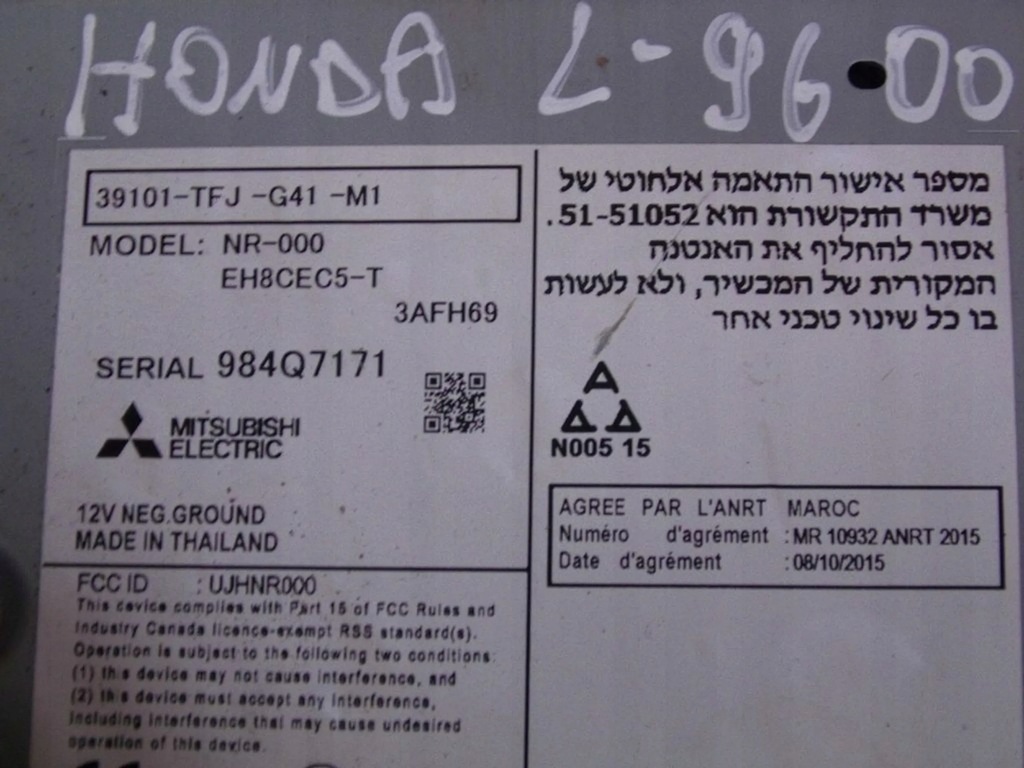 HONDA L-96-00
39101-TFJ -G41 -M1
MODEL: NR-000
EH8CEC5-T
3AFH69
SERIAL 984Q7171
MITSUBISHI
ELECTRIC
12V NEG.GROUND
MADE IN THAILAND
FCC ID : UJHNR000
This device complies with Part 15 of FCC Rules and
Industry Canada licence-exempt RSS standard(s).
Operation is subject to the following two conditions:
(1) this device may not cause interference, and
(2) this device must accept any interference,
including interference that may cause undesired
operation of this device.
מספר אישור התאמה אלחוטי של
משרד התקשורת הוא 51-51052.
אסור להחליף את האנטנה
המקורית של המכשיר, ולא לעשות
בו כל שינוי טכני אחר
N005 15
AGREE PAR L'ANRT MAROC
Numéro d'agrément : MR 10932 ANRT 2015
Date d'agrément : 08/10/2015